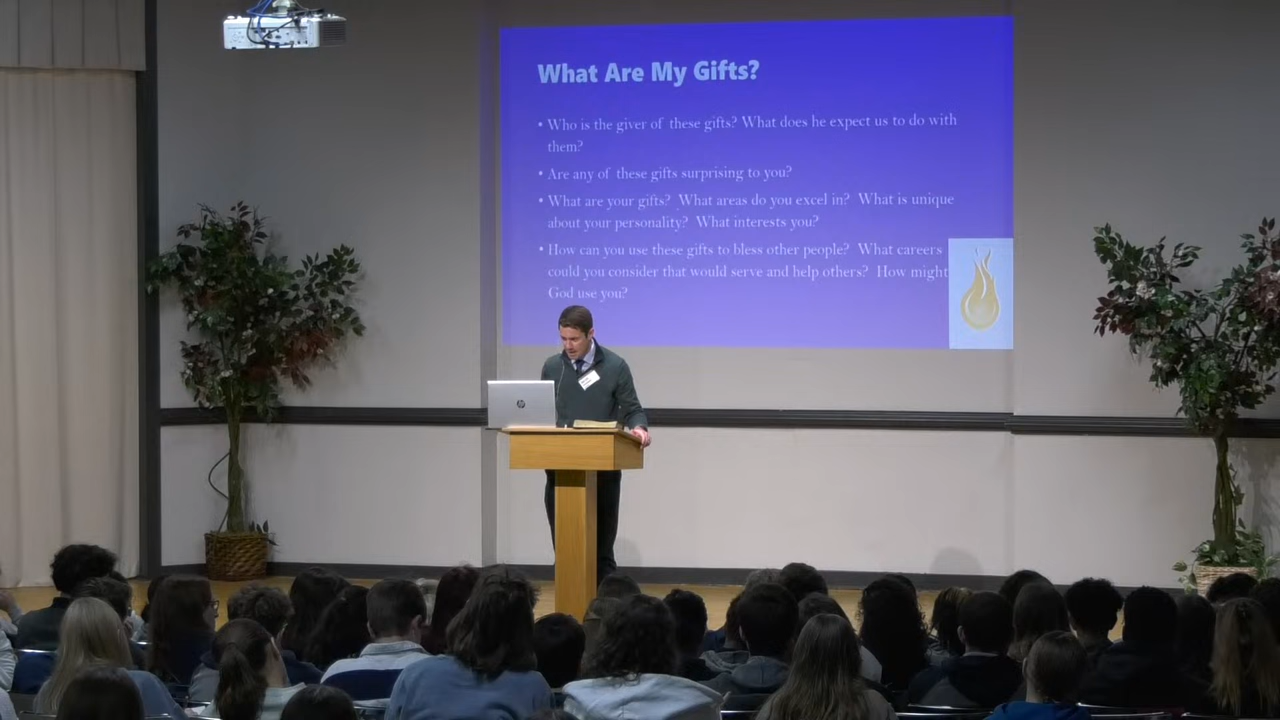 What Are My Gifts?
• Who is the giver of these gifts? What does he expect us to do with
them?
• Are any of these gifts surprising to you?
• What are your gifts? What areas do you excel in? What is unique
about your personality? What interests you?
• How can you use these gifts to bless other people? What careers
could you consider that would serve and help others? How might
God use you?
hp